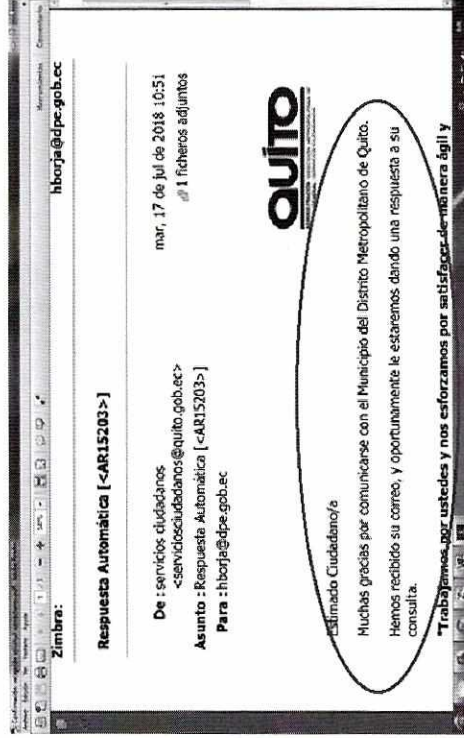 Zimbra:
hborja@dpe.gob.ec
Respuesta Automática [<AR15203>]
De : servicios ciudadanos
<serviciosciudadanos@quito.gob.ec>
mar, 17 de jul de 2018 10:51
1 ficheros adjuntos
Asunto : Respuesta Automática [<AR15203>]
Para : hborja@dpe.gob.ec
QUITO
Estimado Ciudadano/a
Muchas gracias por comunicarse con el Municipio del Distrito Metropolitano de Quito.
Hemos recibido su correo, y oportunamente le estaremos dando una respuesta a su
consulta.
"Trabajamos por ustedes y nos esforzamos por satisfacer de manera ágil y